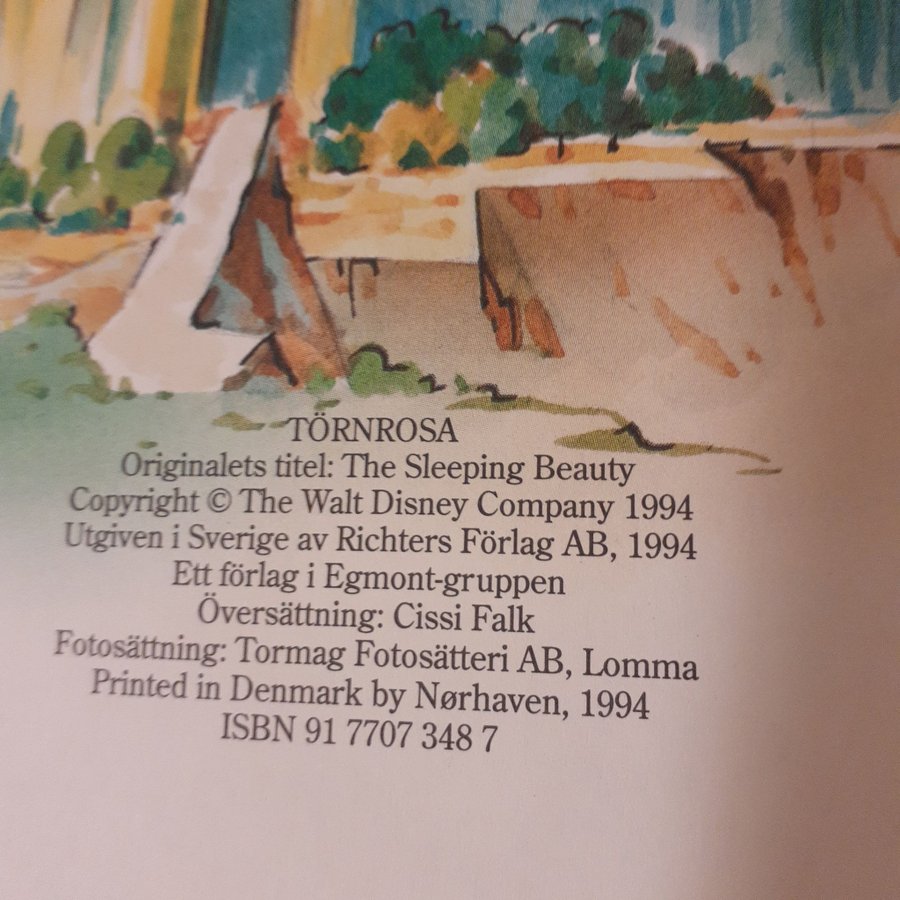 TÖRNROSA
Originalets titel: The Sleeping Beauty
Copyright © The Walt Disney Company 1994
Utgiven i Sverige av Richters Förlag AB, 1994
Ett förlag i Egmont-gruppen
Översättning: Cissi Falk
Fotosättning: Tormag Fotosätteri AB, Lomma
Printed in Denmark by Nørhaven, 1994
ISBN 91 7707 348 7